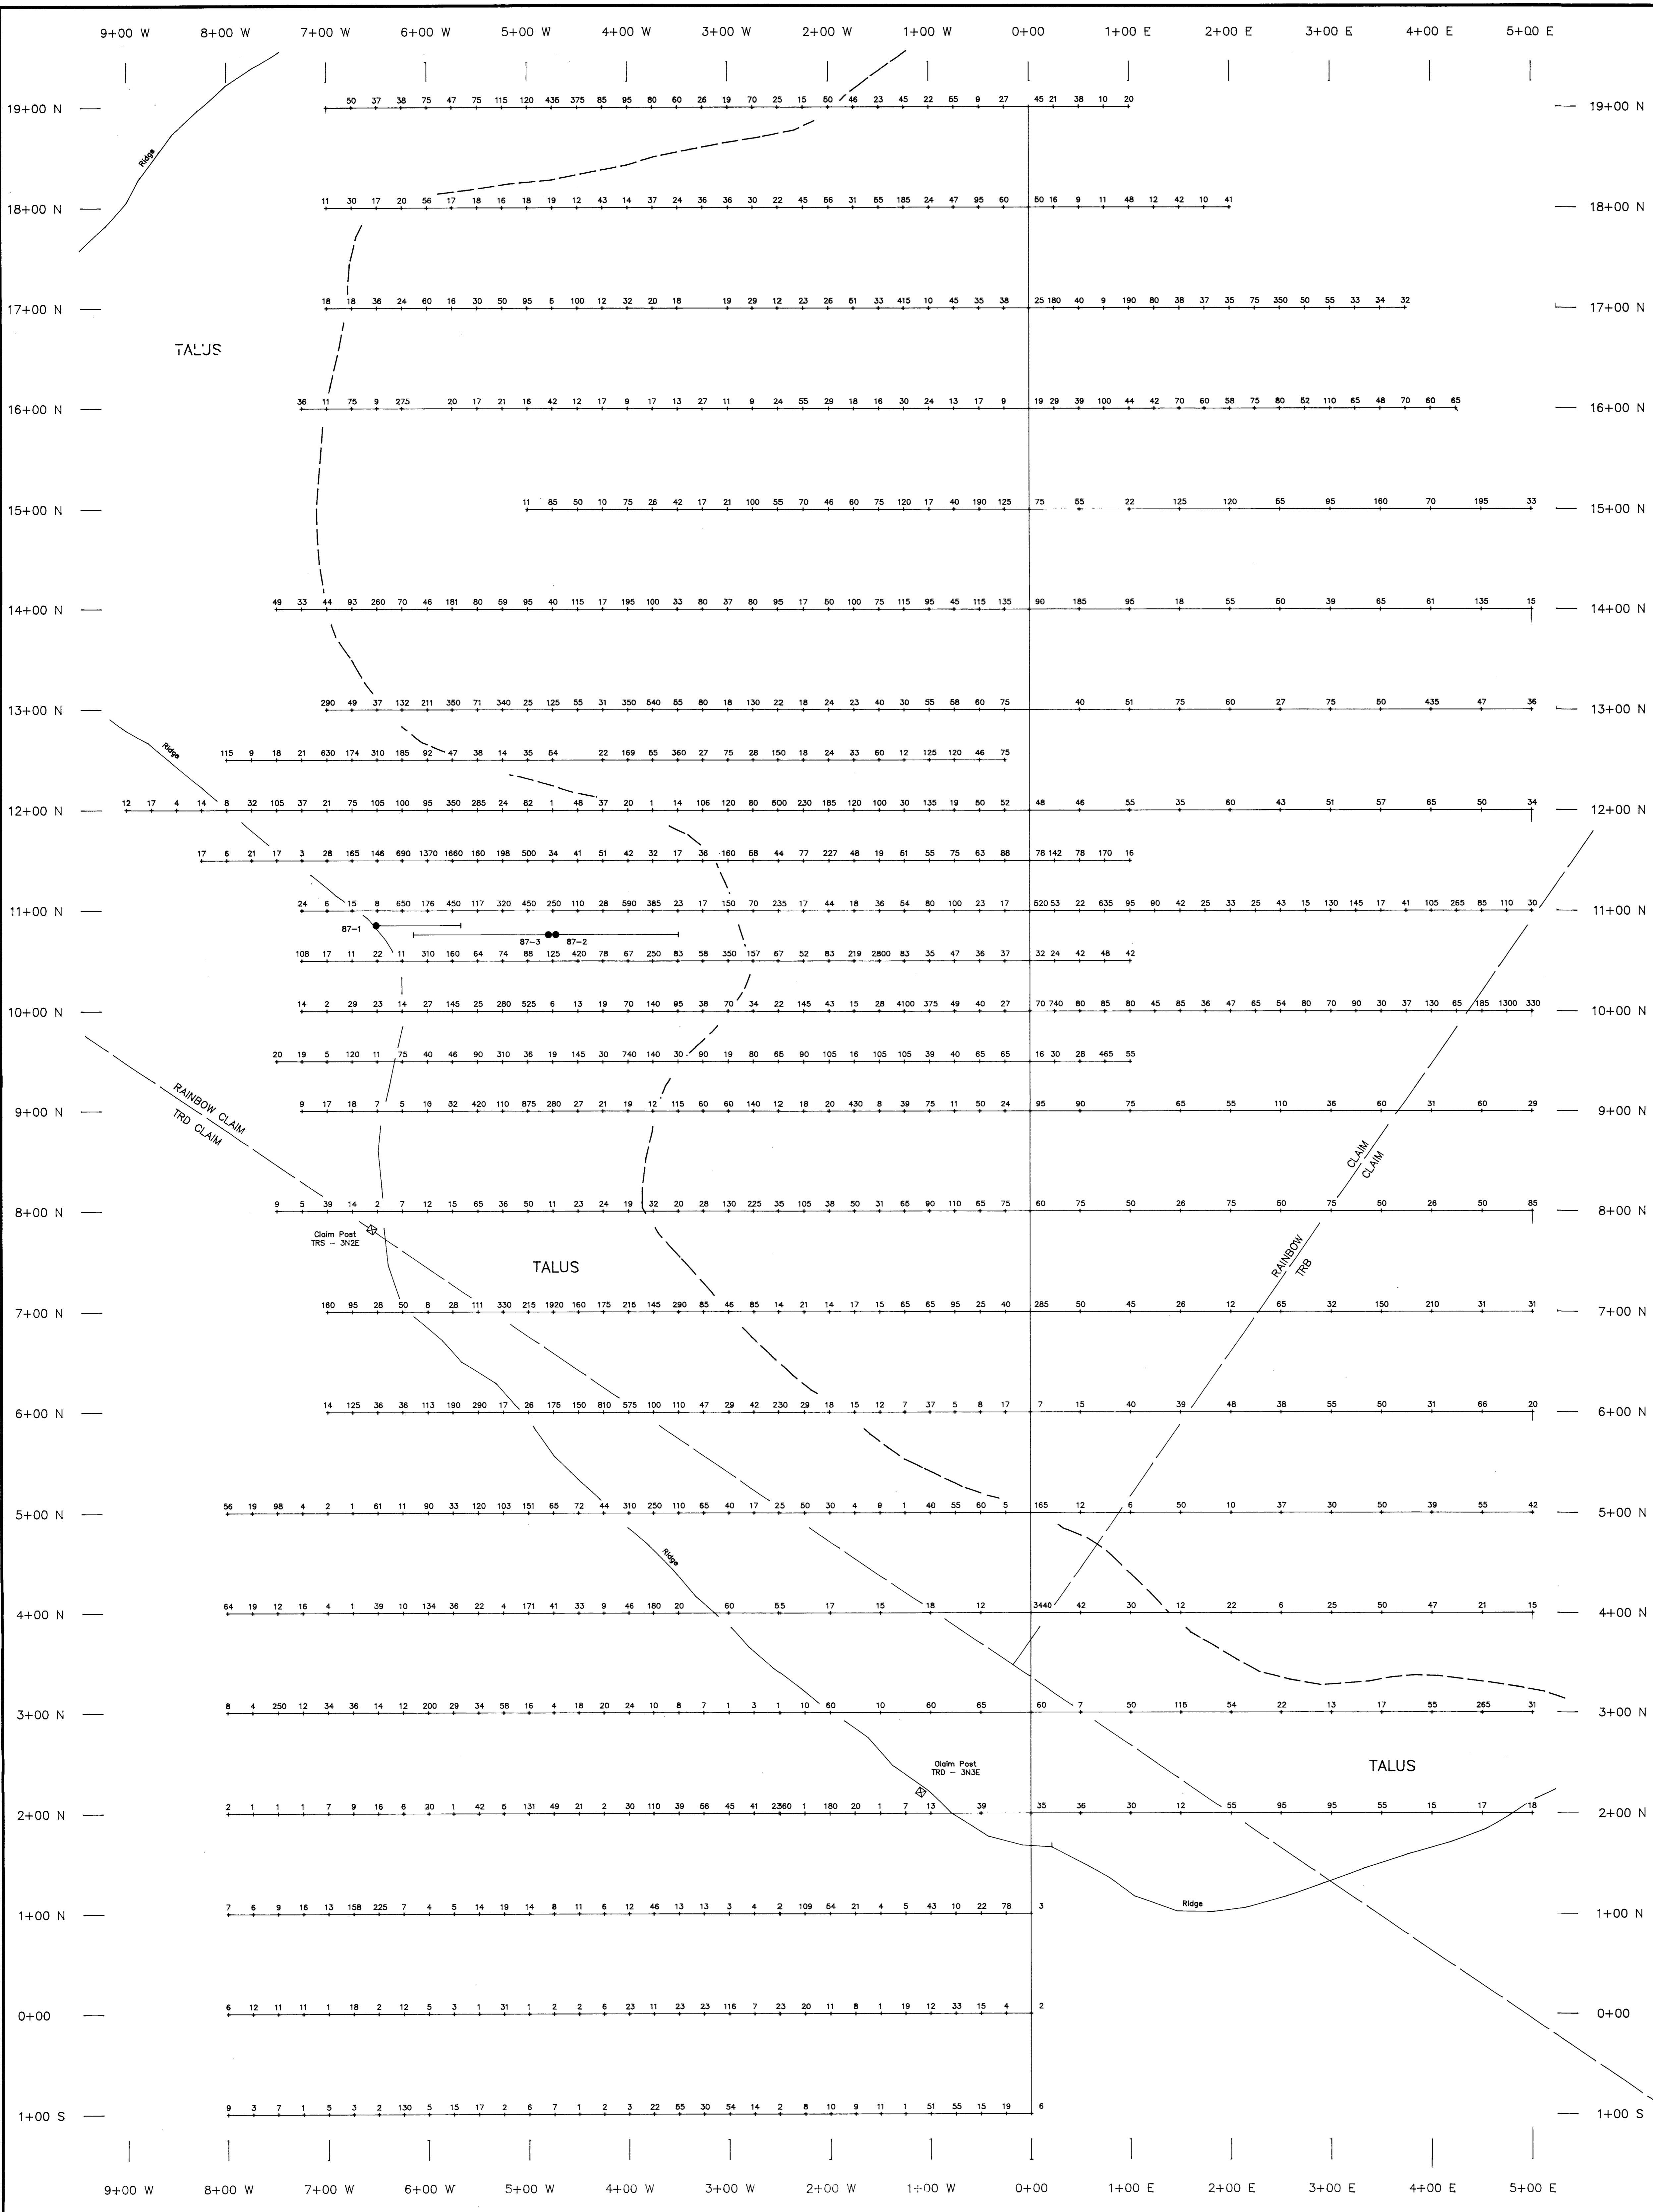 9+00 W 8+00 W 7+00 W 6+00 W 5+00 W 4+00 W 3+00 W 2+00 W 1+00 W 0+00 1+00 E 2+00 E 3+00 E 4+00 E 5+00 E
50 37 38 75 47 75 115 120 436 375 85 95 80 60 26 19 70 25 15 50 46 23 45 22 65 9 27 45 21 38 10 20
19+00 N 19+00 N
Ridge
11 30 17 20 56 17 18 16 18 19 12 43 14 37 24 36 36 30 22 45 56 31 55 185 24 47 95 60 50 16 9 11 48 12 42 10 41
18+00 N 18+00 N
18 18 36 24 60 16 30 50 95 5 100 12 32 20 18 19 29 12 23 26 61 33 415 10 45 35 38 25 180 40 9 190 80 38 37 35 75 350 50 55 33 34 32
17+00 N 17+00 N
TALUS
36 11 75 9 275 20 17 21 16 42 12 17 9 17 13 27 11 9 24 55 29 18 16 30 24 13 17 9 19 29 39 100 44 42 70 60 58 75 80 52 110 65 48 70 60 65
16+00 N 16+00 N
11 85 50 10 75 26 42 17 21 100 55 70 46 60 75 120 17 40 190 125 75 55 22 125 120 65 95 160 70 195 33
15+00 N 15+00 N
49 33 44 93 260 70 46 181 80 59 95 40 115 17 195 100 33 80 37 80 95 17 50 100 75 115 95 45 115 135 90 185 95 18 55 50 39 65 61 135 15
14+00 N 14+00 N
290 49 37 132 211 350 71 340 25 125 55 31 350 540 55 80 18 130 22 18 24 23 40 30 55 58 60 75 40 51 75 60 27 75 50 435 47 36
13+00 N 13+00 N
Ridge
115 9 18 21 630 174 310 185 92 47 38 14 35 54 22 169 55 360 27 75 28 150 18 24 33 60 12 125 120 46 75
12 17 4 14 8 32 105 37 21 75 105 100 95 350 285 24 82 1 48 37 20 1 14 106 120 80 500 230 185 120 100 30 135 19 50 52 48 46 55 35 60 43 51 57 65 50 34
12+00 N 12+00 N
17 6 21 17 3 28 165 146 690 1370 1660 160 198 500 34 41 51 42 32 17 36 160 58 44 77 227 48 19 51 55 75 63 88 78 142 78 170 16
24 6 15 8 650 176 450 117 320 450 250 110 28 590 385 23 17 150 70 235 17 44 18 36 54 80 100 23 17 520 53 22 635 95 90 42 25 33 25 43 15 130 145 17 41 105 265 85 110 30
11+00 N 11+00 N
87-1
87-3 87-2
108 17 11 22 11 310 160 64 74 88 125 420 78 67 250 83 58 350 157 67 52 83 219 2800 83 35 47 36 37 32 24 42 48 42
14 2 29 23 14 27 145 25 280 525 6 13 19 70 140 95 38 70 34 22 145 43 15 28 4100 375 49 40 27 70 740 80 85 80 45 85 36 47 65 54 80 70 90 30 37 130 65 185 1300 330
10+00 N 10+00 N
20 19 5 120 11 75 40 46 90 310 36 19 145 30 740 140 30 90 19 80 65 90 105 16 105 105 39 40 65 65 16 30 28 465 55
RAINBOW CLAIM
TRD CLAIM
9 17 18 7 5 10 32 420 110 875 280 27 21 19 12 115 60 60 140 12 18 20 430 8 39 75 11 50 24 95 90 75 65 55 110 36 60 31 60 29
9+00 N 9+00 N
CLAIM
CLAIM
9 5 39 14 2 7 12 15 65 36 50 11 23 24 19 32 20 28 130 225 35 105 38 50 31 65 90 110 65 75 60 75 50 26 75 50 75 50 26 50 85
8+00 N 8+00 N
Claim Post
TRS - 3N2E
RAINBOW
TRB
TALUS
160 95 28 50 8 28 111 330 215 1920 160 175 215 145 290 85 46 85 14 21 14 17 15 65 65 95 25 40 285 50 45 26 12 65 32 150 210 31 31
7+00 N 7+00 N
14 125 36 36 113 190 290 17 26 175 150 810 575 100 110 47 29 42 230 29 18 15 12 7 37 5 8 17 7 15 40 39 48 38 55 50 31 66 20
6+00 N 6+00 N
56 19 98 4 2 1 61 11 90 33 120 103 151 65 72 44 310 250 110 65 40 17 25 50 30 4 9 1 40 55 60 5 165 12 6 50 10 37 30 50 39 55 42
5+00 N 5+00 N
Ridge
64 19 12 16 4 1 39 10 134 36 22 4 171 41 33 9 46 180 20 60 55 17 15 18 12 3440 42 30 12 22 6 25 50 47 21 15
4+00 N 4+00 N
8 4 250 12 34 36 14 12 200 29 34 58 16 4 18 20 24 10 8 7 1 3 1 10 60 10 60 65 60 7 50 115 54 22 13 17 55 265 31
3+00 N 3+00 N
Claim Post
TRD - 3N3E
TALUS
2 1 1 1 7 9 16 6 20 1 42 5 131 49 21 2 30 110 39 56 45 41 2360 1 180 20 1 7 13 39 35 36 30 12 55 95 95 55 15 17 18
2+00 N 2+00 N
Ridge
7 6 9 16 13 158 225 7 4 5 14 19 14 8 11 6 12 46 13 13 3 4 2 109 54 21 4 5 43 10 22 78 3
1+00 N 1+00 N
6 12 11 11 1 18 2 12 5 3 1 31 1 2 2 6 23 11 23 23 116 7 23 20 11 8 1 19 12 33 15 4 2
0+00 0+00
9 3 7 1 5 3 2 130 5 15 17 2 6 7 1 2 3 22 65 30 54 14 2 8 10 9 11 1 51 55 15 19 6
1+00 S 1+00 S
9+00 W 8+00 W 7+00 W 6+00 W 5+00 W 4+00 W 3+00 W 2+00 W 1+00 W 0+00 1+00 E 2+00 E 3+00 E 4+00 E 5+00 E